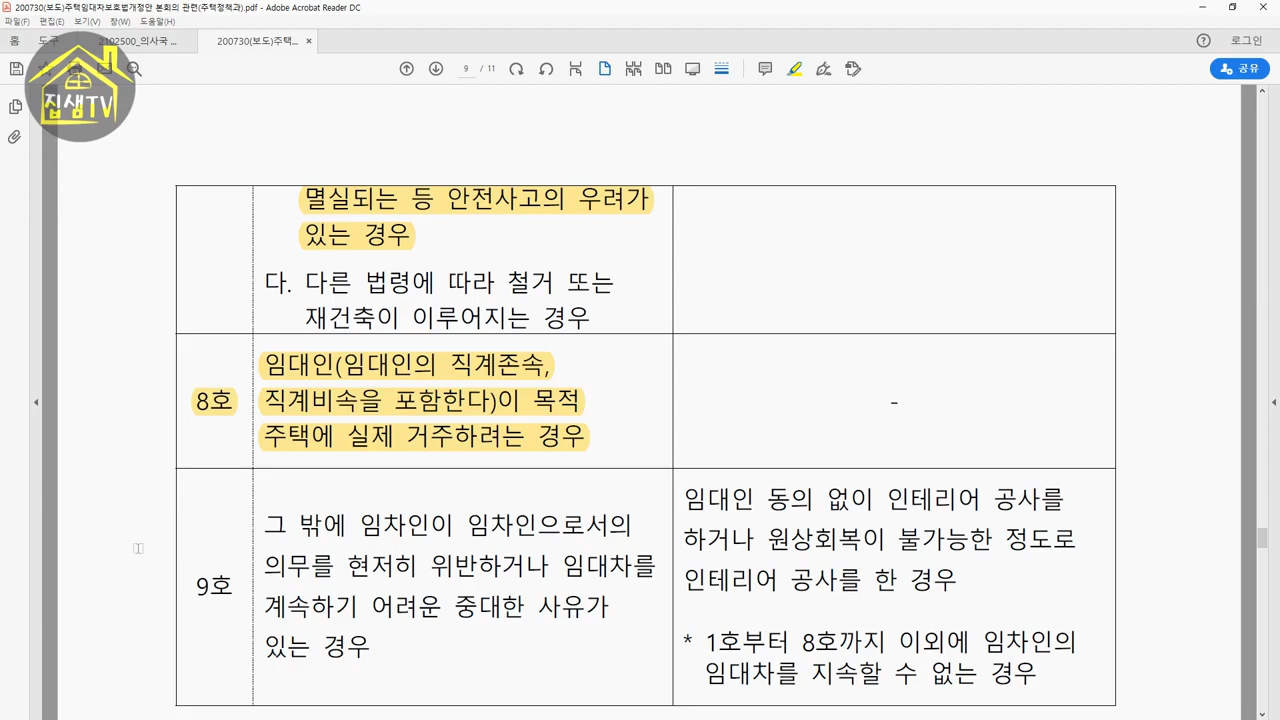 200730(보도)주택임대차보호법개정안 본회의 관련(주택정책과).pdf - Adobe Acrobat Reader DC
파일(F) 편집(E) 보기(V) 창(W) 도움말(H)
홈 도구 2102500_의사국 ... 200730(보도)주택... × 로그인
집샘TV
9 / 11
공유
멸실되는 등 안전사고의 우려가
있는 경우
다. 다른 법령에 따라 철거 또는
재건축이 이루어지는 경우
8호
임대인(임대인의 직계존속,
직계비속을 포함한다)이 목적
주택에 실제 거주하려는 경우
-
9호
그 밖에 임차인이 임차인으로서의
의무를 현저히 위반하거나 임대차를
계속하기 어려운 중대한 사유가
있는 경우
임대인 동의 없이 인테리어 공사를
하거나 원상회복이 불가능한 정도로
인테리어 공사를 한 경우
* 1호부터 8호까지 이외에 임차인의
임대차를 지속할 수 없는 경우